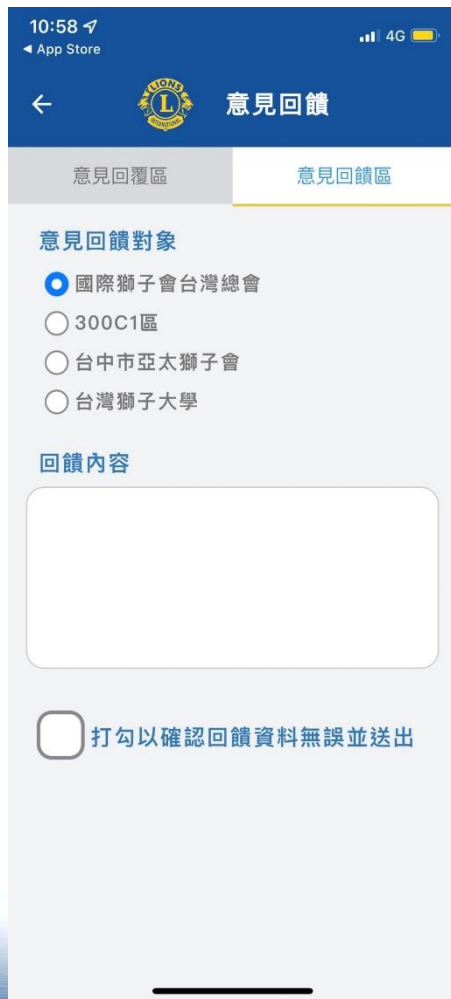 10:58
4G
◀ App Store
LIONS
L
INTERNATIONAL
意見回饋
意見回覆區
意見回饋區
意見回饋對象
國際獅子會台灣總會
300C1區
台中市亞太獅子會
台灣獅子大學
回饋內容
打勾以確認回饋資料無誤並送出